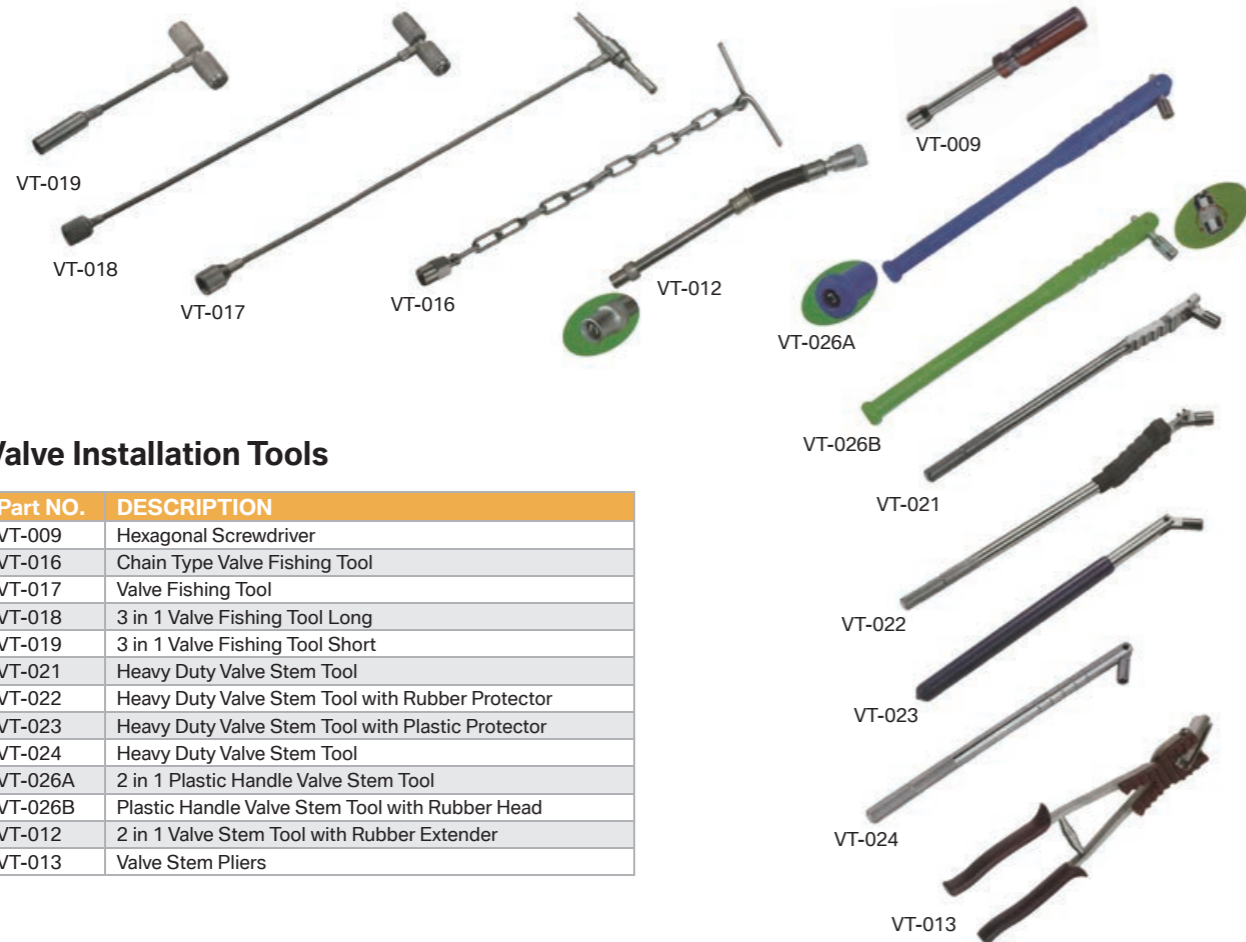 VT-009
VT-019
VT-018
VT-017
VT-016
VT-012
VT-026A
VT-026B
VT-021
VT-022
VT-023
VT-024
VT-013
Valve Installation Tools
Part NO. DESCRIPTION
VT-009 Hexagonal Screwdriver
VT-016 Chain Type Valve Fishing Tool
VT-017 Valve Fishing Tool
VT-018 3 in 1 Valve Fishing Tool Long
VT-019 3 in 1 Valve Fishing Tool Short
VT-021 Heavy Duty Valve Stem Tool
VT-022 Heavy Duty Valve Stem Tool with Rubber Protector
VT-023 Heavy Duty Valve Stem Tool with Plastic Protector
VT-024 Heavy Duty Valve Stem Tool
VT-026A 2 in 1 Plastic Handle Valve Stem Tool
VT-026B Plastic Handle Valve Stem Tool with Rubber Head
VT-012 2 in 1 Valve Stem Tool with Rubber Extender
VT-013 Valve Stem Pliers